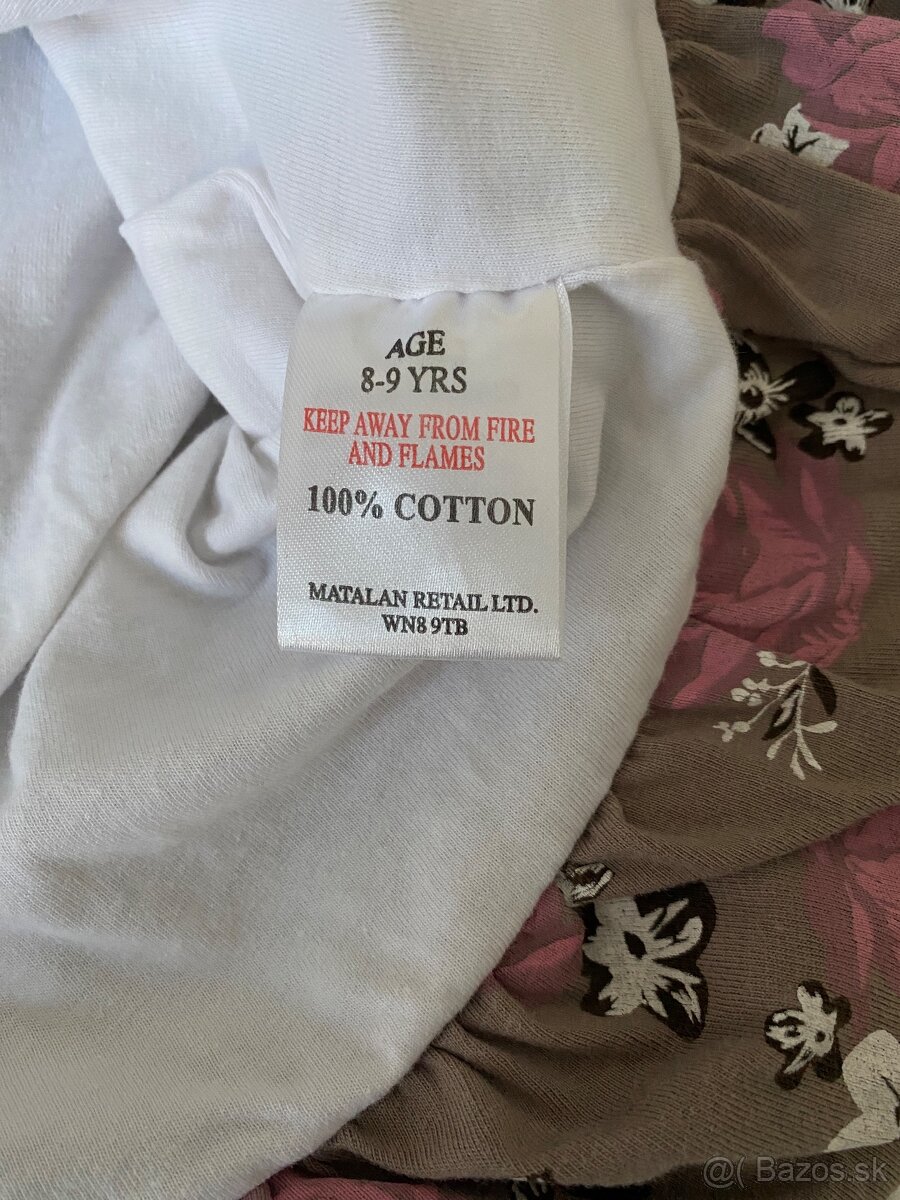 AGE
8-9 YRS
KEEP AWAY FROM FIRE
AND FLAMES
100% COTTON
MATALAN RETAIL LTD.
WN8 9TB
@( Bazos.sk